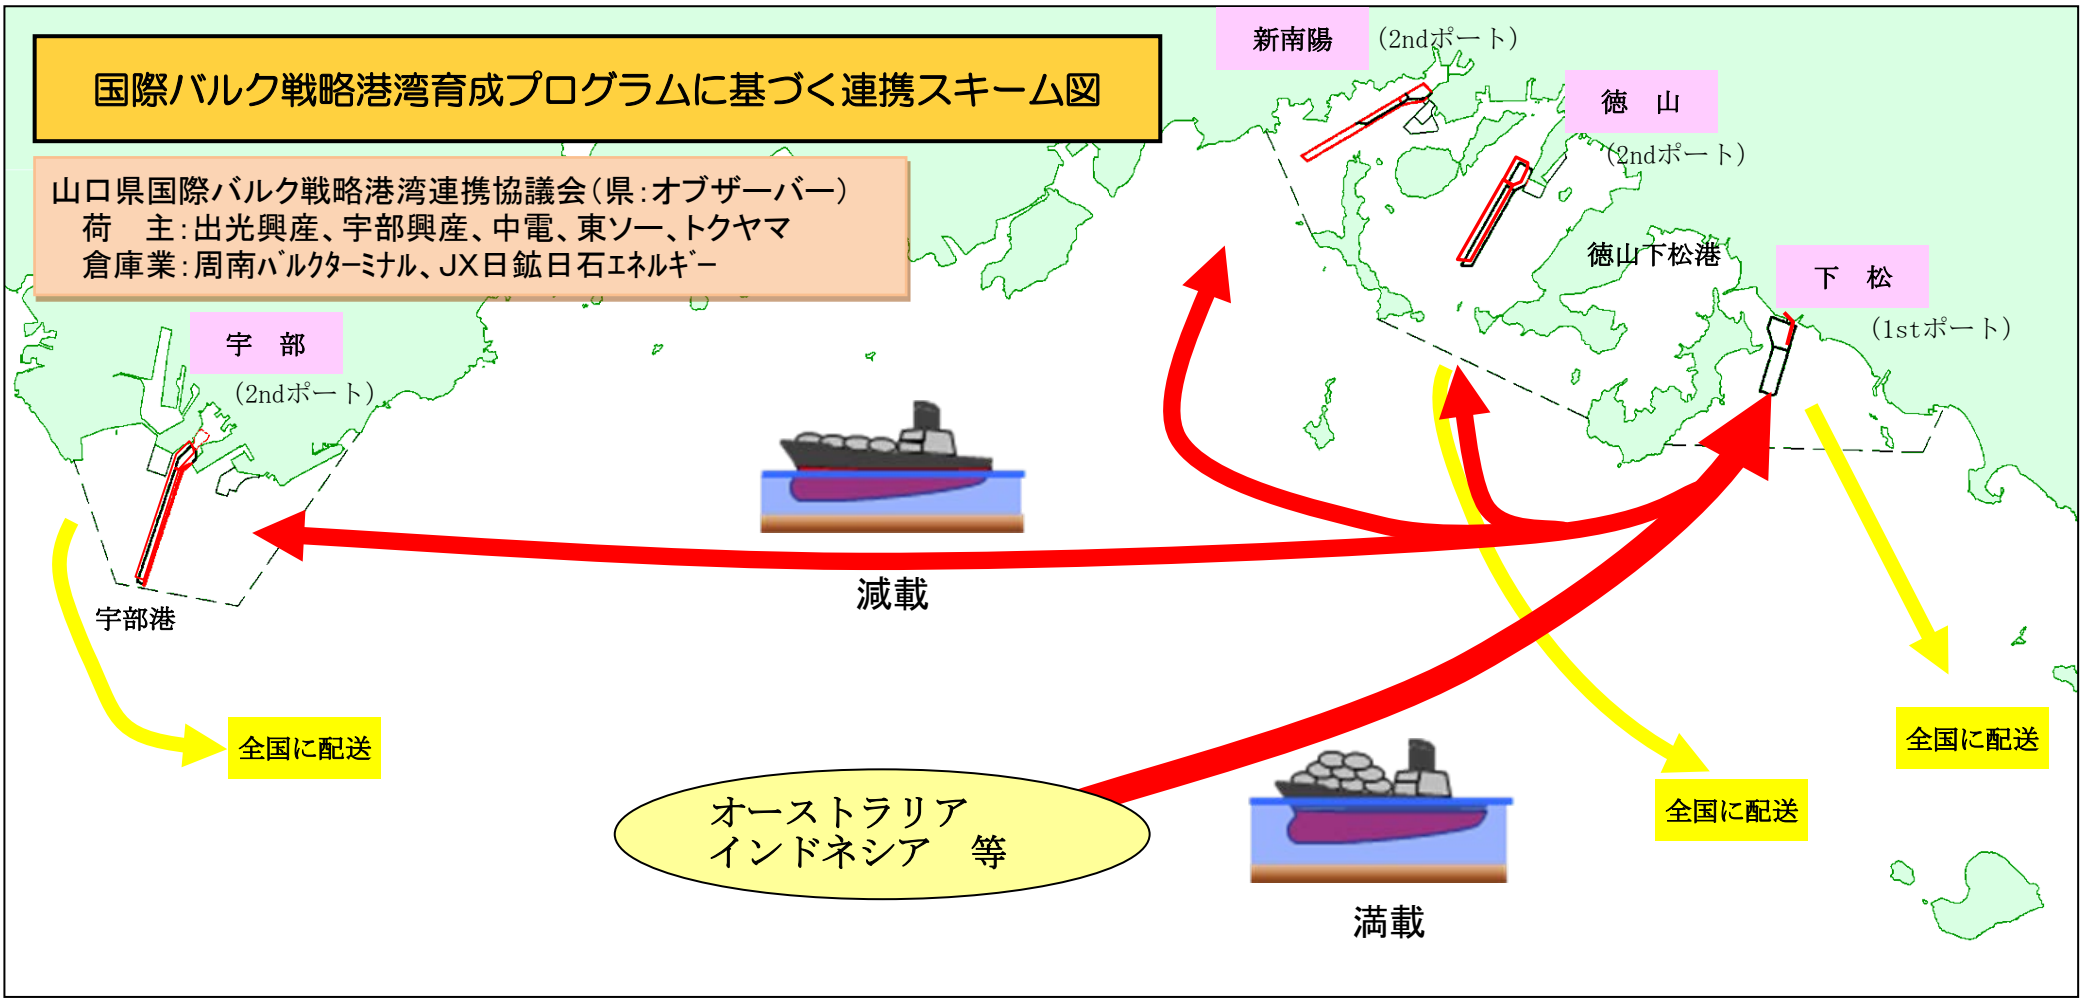 国際バルク戦略港湾育成プログラムに基づく連携スキーム図
山口県国際バルク戦略港湾連携協議会（県：オブザーバー）
荷　主：出光興産、宇部興産、中電、東ソー、トクヤマ
倉庫業：周南ﾊﾞﾙｸﾀｰﾐﾅﾙ、JX日鉱日石ｴﾈﾙｷﾞｰ
新南陽
（2ndポート）
徳　山
（2ndポート）
徳山下松港
下　松
（1stポート）
宇　部
（2ndポート）
宇部港
減載
全国に配送
全国に配送
全国に配送
オーストラリア
インドネシア　等
満載